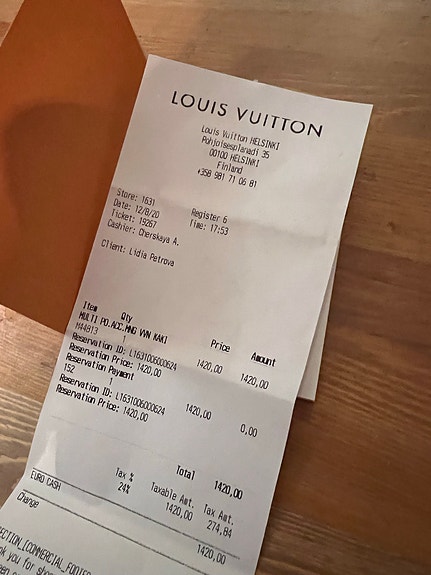 LOUIS VUITTON
Louis Vuitton HELSINKI
Pohjoisesplanadi 35
00100 HELSINKI
Finland
+358 981 71 06 81
Store: 1631 Register 6
Date: 12/8/20 Time: 17:53
Ticket: 19267
Cashier: Cherskaya A.
Client: Lidia Petrova
Item Qty Price Amount
MULTI PO.ACC.MNG VVN KAKI
M44813 1 1420,00 1420,00
Reservation ID: L1631006000624
Reservation Price: 1420,00
Reservation Payment
152 1 1420,00 0,00
Reservation ID: L1631006000624
Reservation Price: 1420,00
Total 1420,00
Tax % Taxable Amt. Tax Amt.
24% 1420,00 274,84
EURO CASH 1420,00
Change